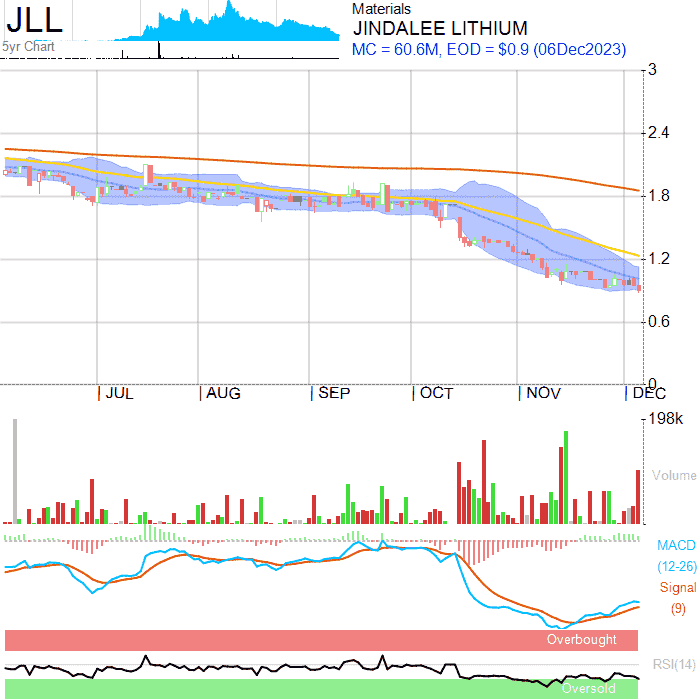 JLL
5yr Chart
Materials
JINDALEE LITHIUM
MC = 60.6M, EOD = $0.9 (06Dec2023)
3
2.4
1.8
1.2
0.6
0
JUL AUG SEP OCT NOV DEC
198k
Volume
MACD
(12-26)
Signal
(9)
Overbought
RSI(14)
Oversold